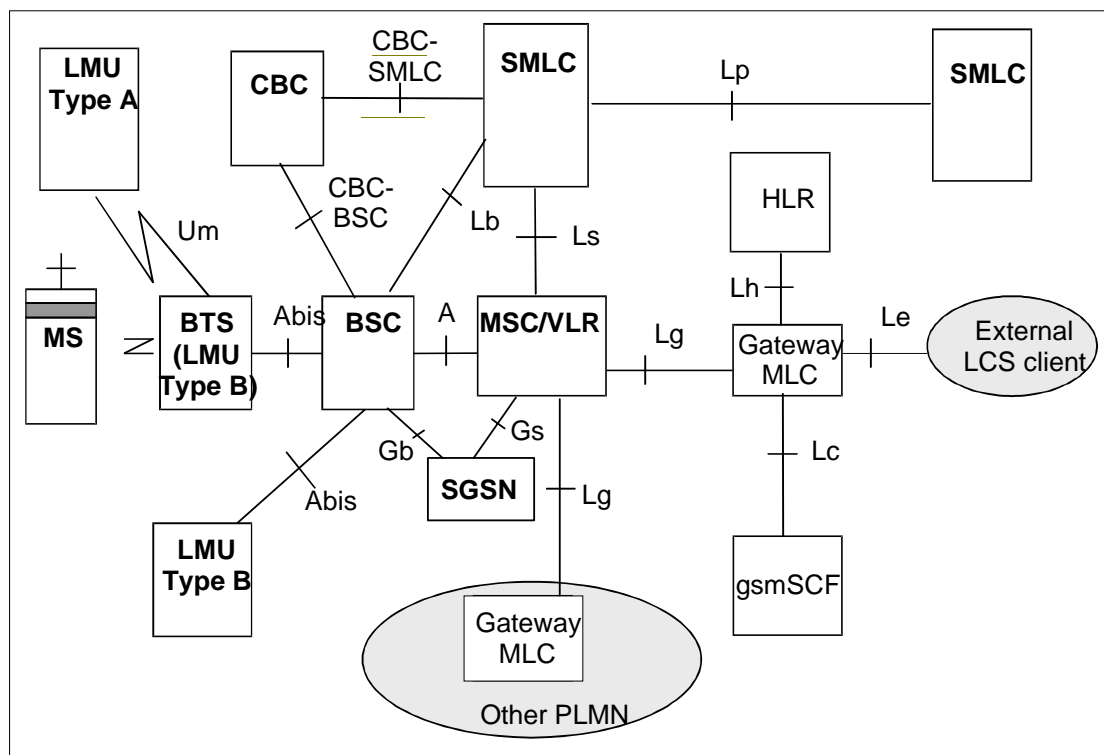 LMU
Type A
CBC
CBC-
SMLC
SMLC
Lp
SMLC
CBC-
BSC
Lb
Ls
HLR
Um
Lh
MS
BTS
(LMU
Type B)
Abis
BSC
A
MSC/VLR
Lg
Gateway
MLC
Le
External
LCS client
Gb
Gs
Lc
SGSN
Abis
Lg
LMU
Type B
gsmSCF
Gateway
MLC
Other PLMN